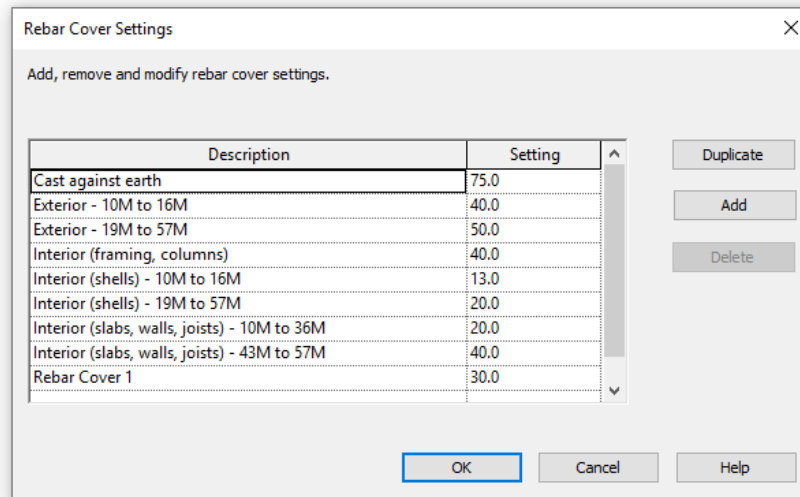 Rebar Cover Settings
Add, remove and modify rebar cover settings.
Description Setting
Cast against earth 75.0
Exterior - 10M to 16M 40.0
Exterior - 19M to 57M 50.0
Interior (framing, columns) 40.0
Interior (shells) - 10M to 16M 13.0
Interior (shells) - 19M to 57M 20.0
Interior (slabs, walls, joists) - 10M to 36M 20.0
Interior (slabs, walls, joists) - 43M to 57M 40.0
Rebar Cover 1 30.0
Duplicate
Add
Delete
OK Cancel Help